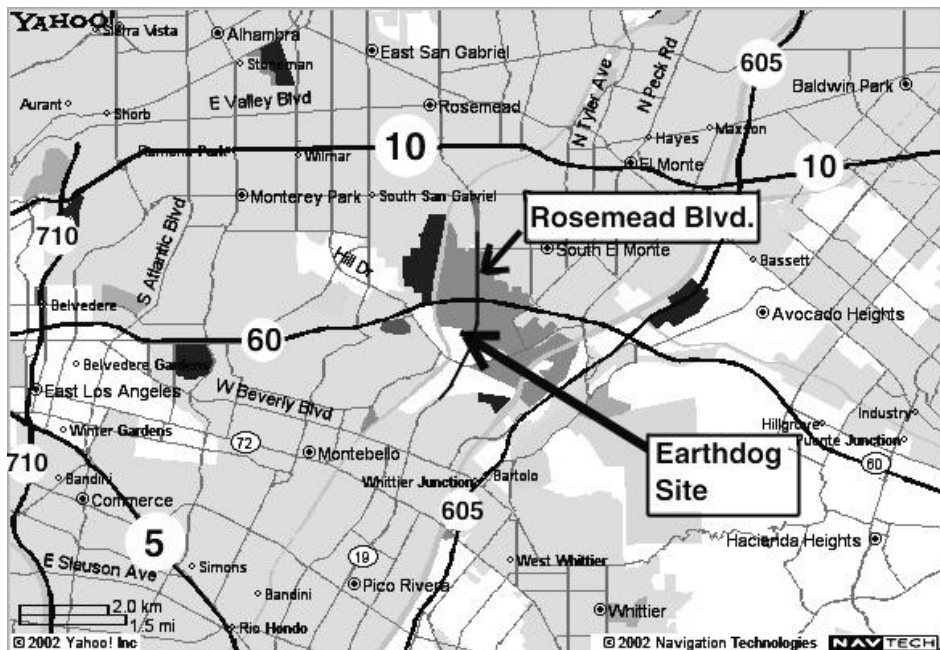 YAHOO!
Sierra Vista
Alhambra
Stoneman
East San Gabriel
N Tyler Ave
N Peck Rd
605
Baldwin Park
Aurant
Shorb
E Valley Blvd
Rosemead
Hayes
Maxson
Ramona Park
Wilmar
10
El Monte
10
Monterey Park
South San Gabriel
Rosemead Blvd.
710
S Atlantic Blvd
Hill Dr
South El Monte
Bassett
Belvedere
60
Avocado Heights
Belvedere Gardens
W Beverly Blvd
East Los Angeles
Winter Gardens
72
Montebello
Earthdog
Site
Hillgrove
Industry
Puente Junction
60
710
Bandini
Commerce
Whittier Junction
Bartolo
605
5
E Slauson Ave
Simons
19
Pico Rivera
West Whittier
Hacienda Heights
Bandini
2.0 km
1.5 mi
Rio Hondo
Whittier
© 2002 Yahoo! Inc
© 2002 Navigation Technologies
NAVTECH